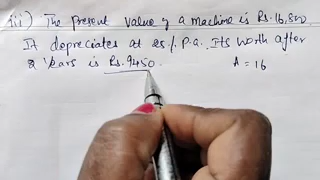 iii) The present value of a machine is Rs.16,800
It depreciates at 25%. p.a. Its worth after
2 Years is Rs.9450.
A = 16